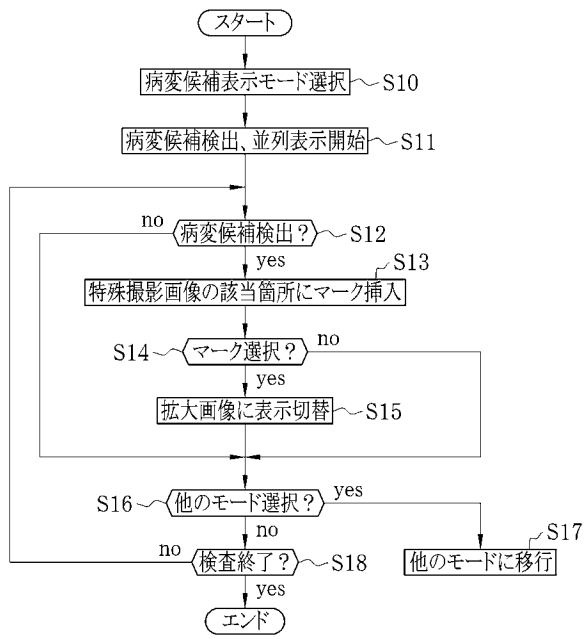 スタート
病変候補表示モード選択 S10
病変候補検出、並列表示開始 S11
no 病変候補検出? S12
yes S13
特殊撮影画像の該当箇所にマーク挿入
S14 マーク選択? no
yes
拡大画像に表示切替 S15
S16 他のモード選択? yes
no S17
no 検査終了? S18 他のモードに移行
yes
エンド